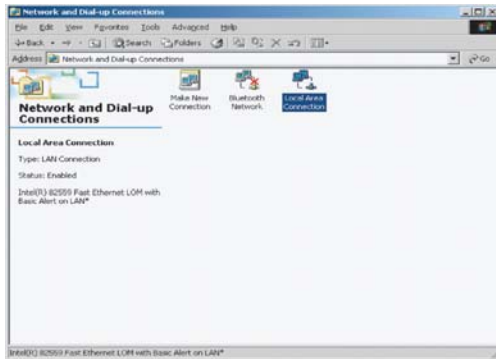 Network and Dial-up Connections
File Edit View Favorites Tools Advanced Help
Back Search Folders
Address Network and Dial-up Connections Go
Make New Connection
Bluetooth Network
Local Area Connection
Network and Dial-up
Connections
Local Area Connection
Type: LAN Connection
Status: Enabled
Intel(R) 82559 Fast Ethernet LOM with
Basic Alert on LAN*
Intel(R) 82559 Fast Ethernet LOM with Basic Alert on LAN*